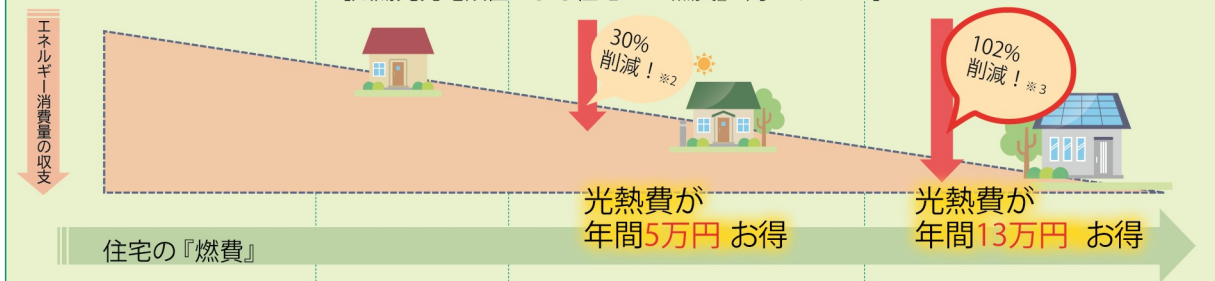 エネルギー消費量の収支
30%
削減！※2
102%
削減！※3
光熱費が
年間5万円 お得
光熱費が
年間13万円 お得
住宅の『燃費』